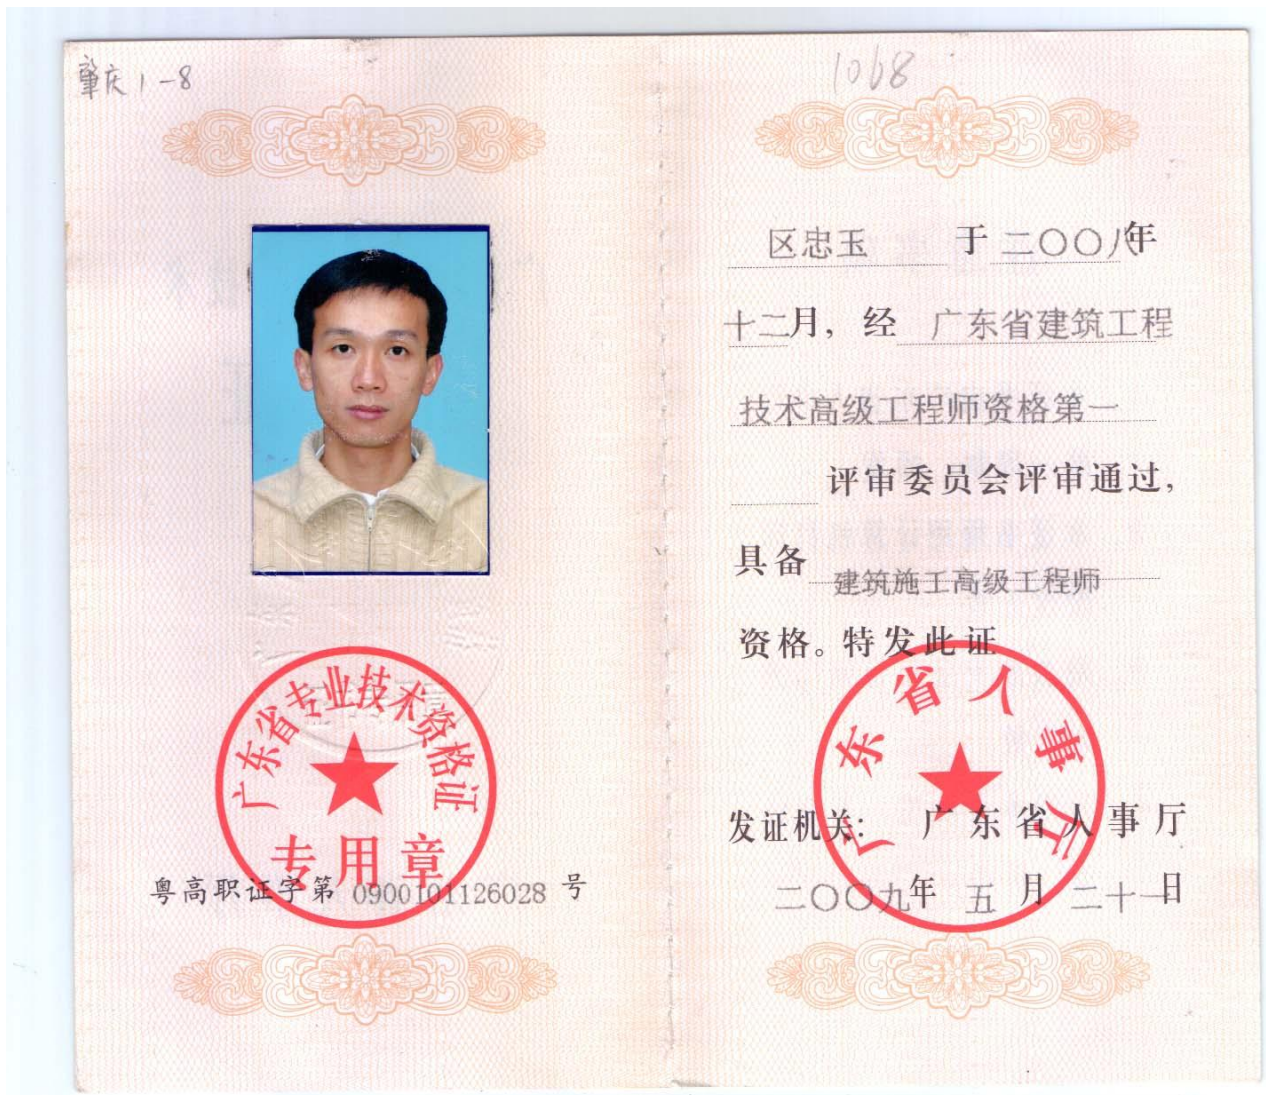 肇庆1-8
广东省专业技术资格证
专用章
粤高职证字第 0900101126028 号
1068
区忠玉 于 二〇〇八年
十二月，经 广东省建筑工程
技术高级工程师资格第一
评审委员会评审通过，
具备 建筑施工高级工程师
资格。特发此证
广东省人事厅
发证机关： 广东省人事厅
二〇〇九年 五 月 二十一日